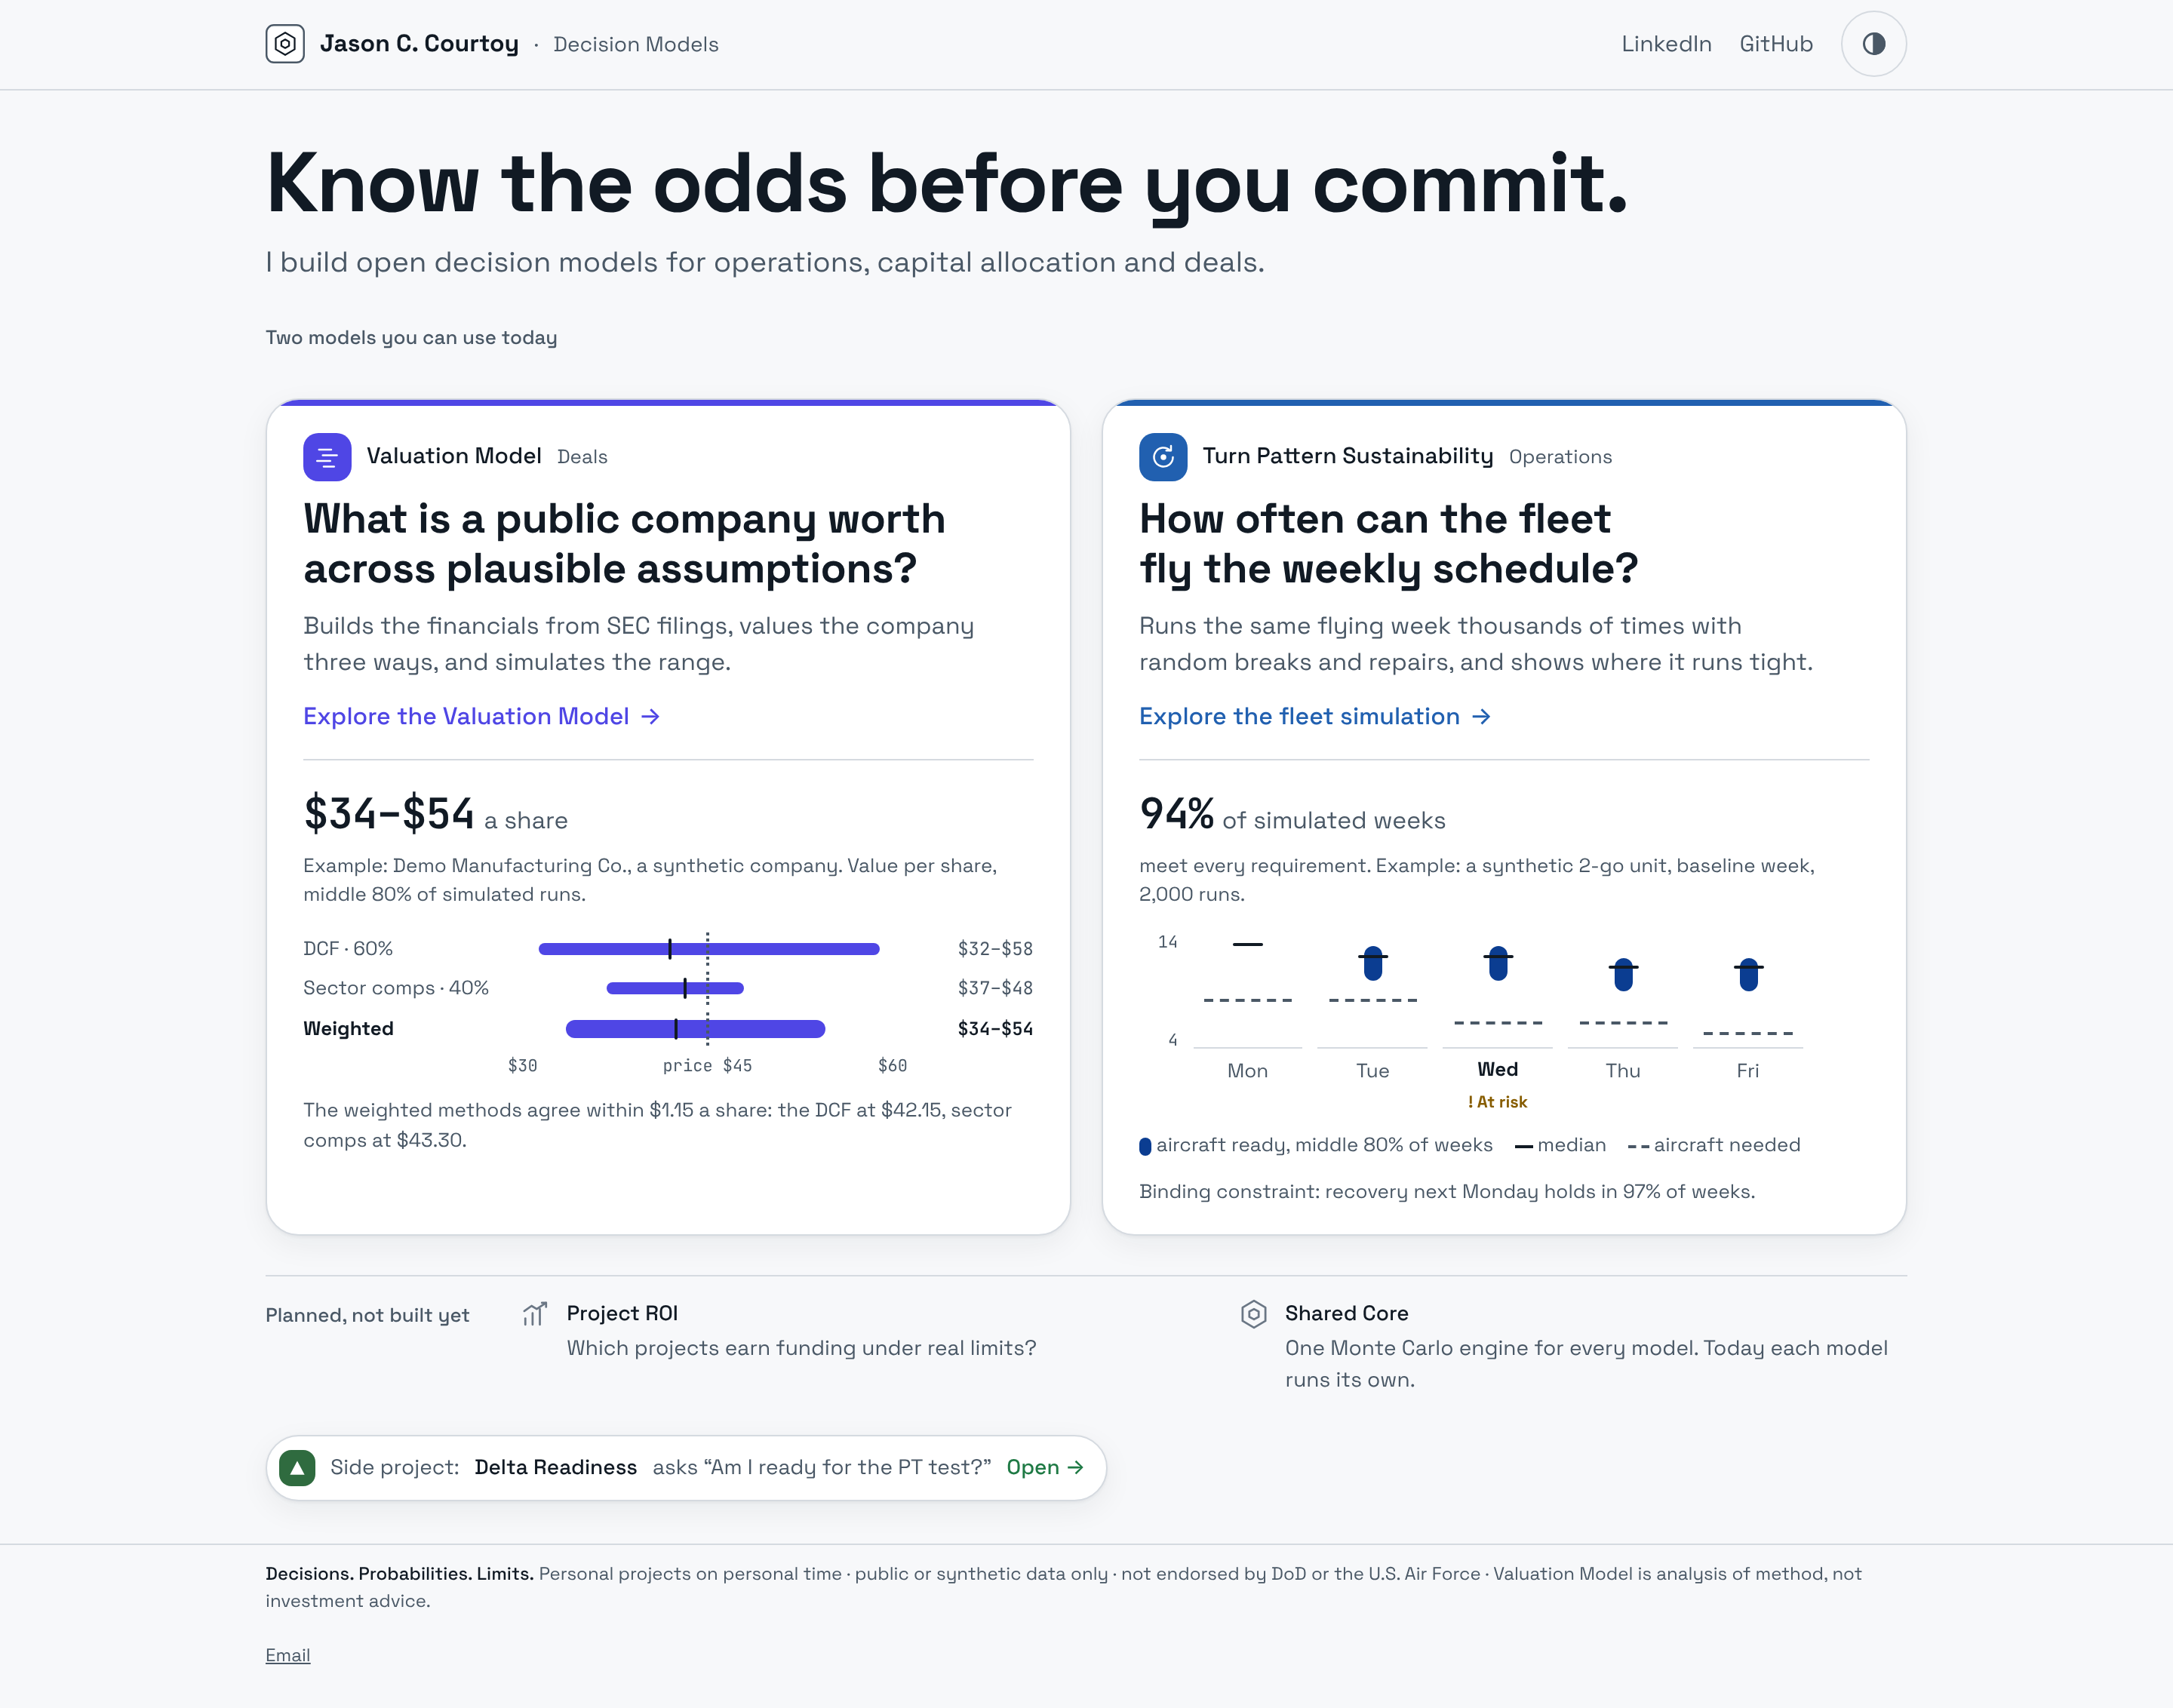 Jason C. Courtoy · Decision Models
LinkedIn GitHub
Know the odds before you commit.
I build open decision models for operations, capital allocation and deals.
Two models you can use today
Valuation Model Deals
What is a public company worth
across plausible assumptions?
Builds the financials from SEC filings, values the company
three ways, and simulates the range.
Explore the Valuation Model →
$34–$54 a share
Example: Demo Manufacturing Co., a synthetic company. Value per share,
middle 80% of simulated runs.
DCF · 60% $32–$58
Sector comps · 40% $37–$48
Weighted $34–$54
$30 price $45 $60
The weighted methods agree within $1.15 a share: the DCF at $42.15, sector
comps at $43.30.
Turn Pattern Sustainability Operations
How often can the fleet
fly the weekly schedule?
Runs the same flying week thousands of times with
random breaks and repairs, and shows where it runs tight.
Explore the fleet simulation →
94% of simulated weeks
meet every requirement. Example: a synthetic 2-go unit, baseline week,
2,000 runs.
14
4
Mon Tue Wed Thu Fri
! At risk
aircraft ready, middle 80% of weeks median aircraft needed
Binding constraint: recovery next Monday holds in 97% of weeks.
Planned, not built yet
Project ROI
Which projects earn funding under real limits?
Shared Core
One Monte Carlo engine for every model. Today each model
runs its own.
Side project: Delta Readiness asks “Am I ready for the PT test?” Open →
Decisions. Probabilities. Limits. Personal projects on personal time · public or synthetic data only · not endorsed by DoD or the U.S. Air Force · Valuation Model is analysis of method, not
investment advice.
Email